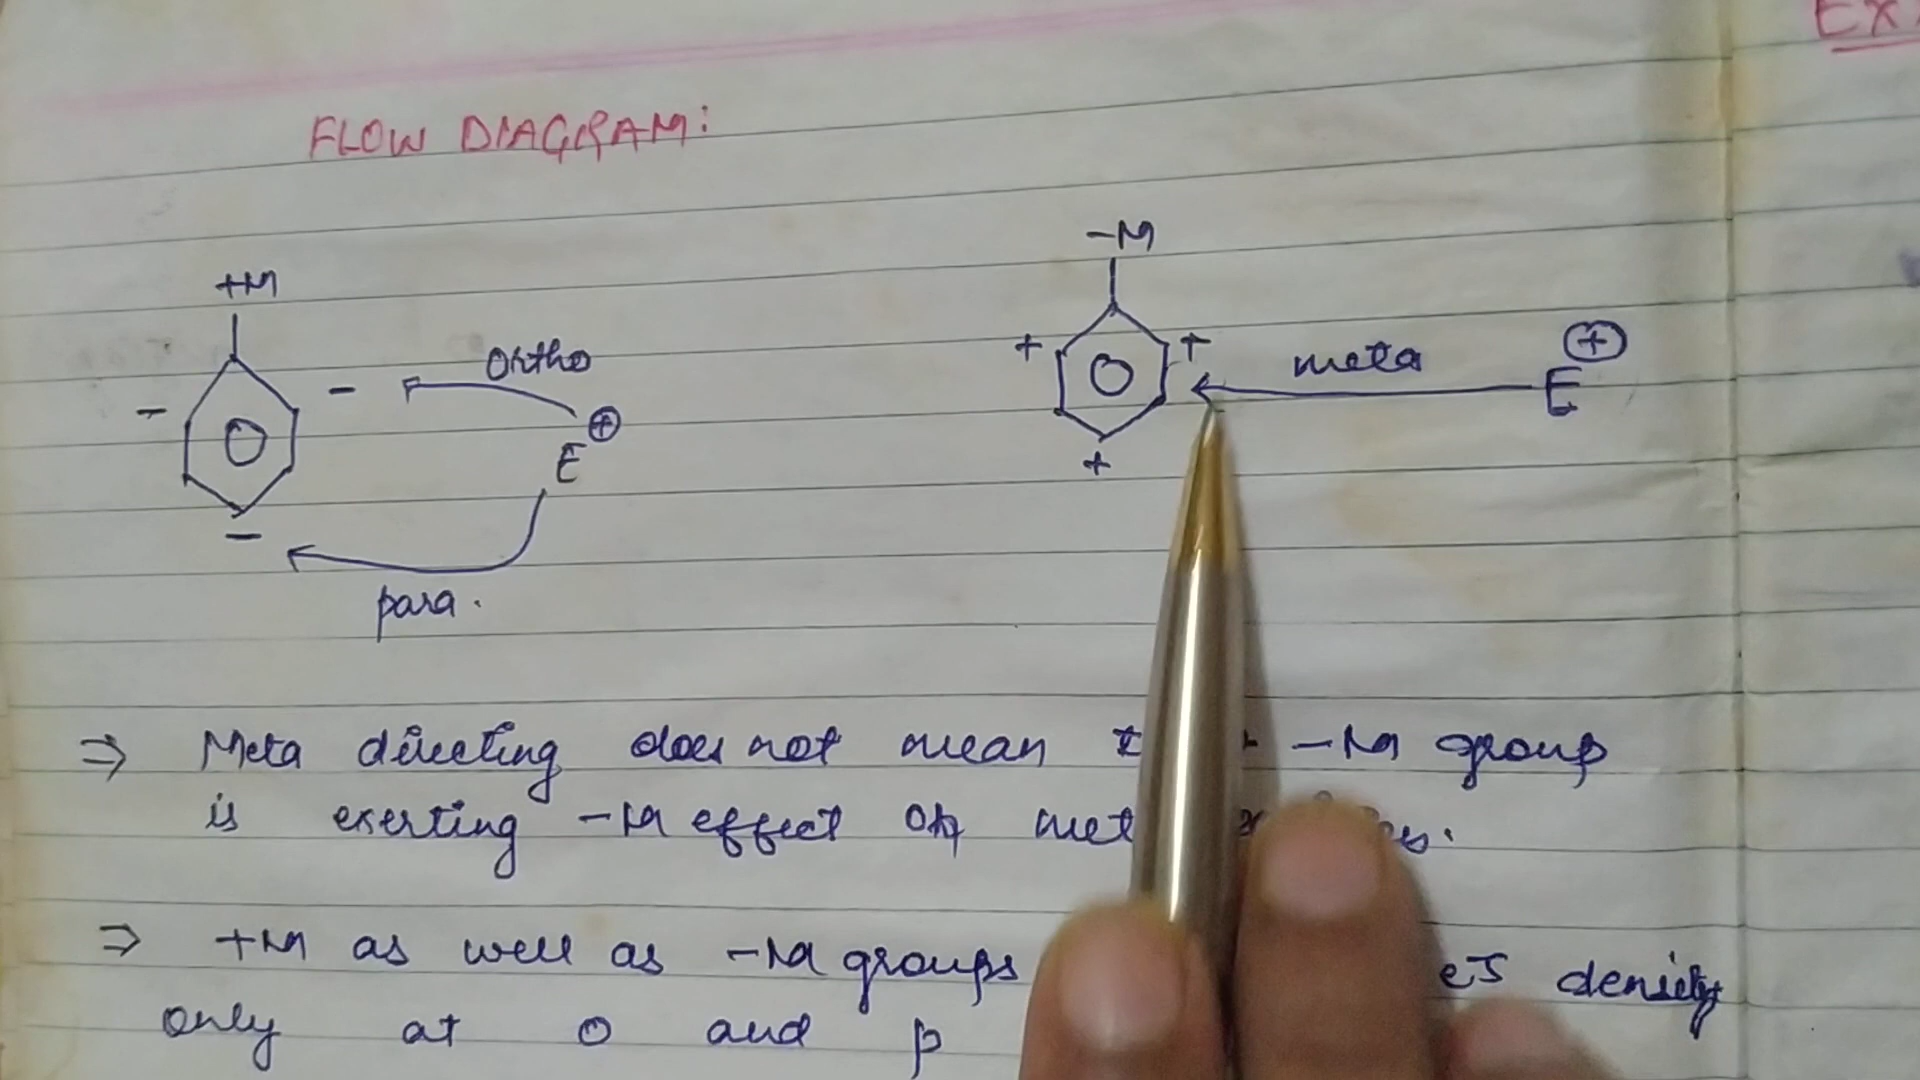 EX
FLOW DIAGRAM:
+M
- -
Ortho
E⊕
-
para.
-M
+ +
meta
E⊕
+
⇒ Meta directing does not mean -M group
is exerting -M effect on
⇒ +M as well as -M groups density
only at O and p